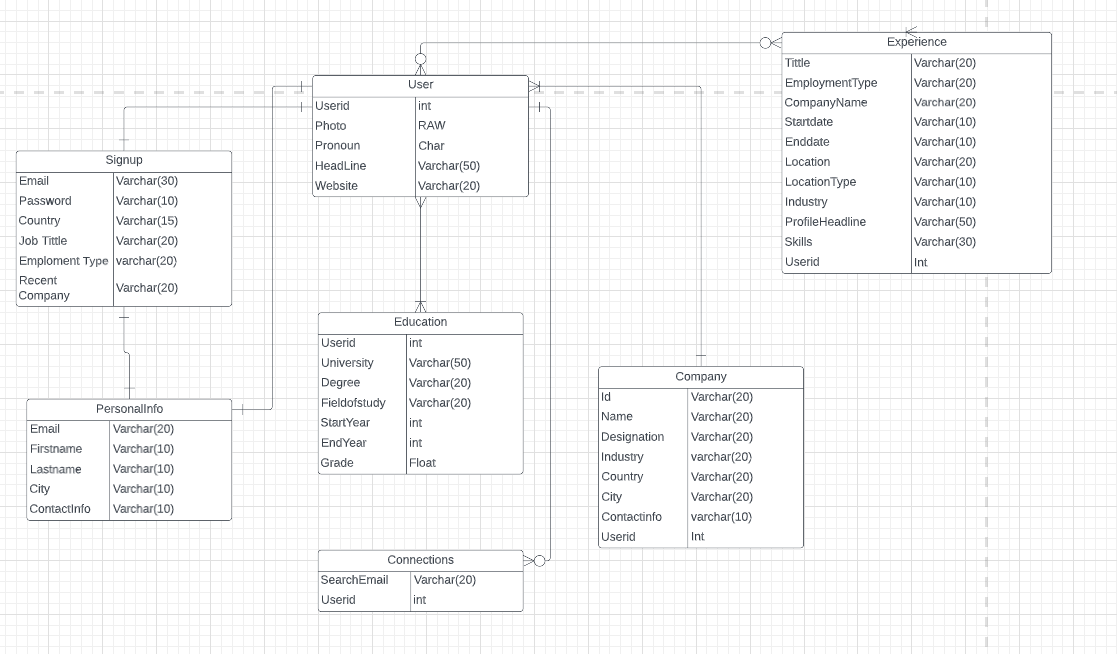 User
Userid int
Photo RAW
Pronoun Char
HeadLine Varchar(50)
Website Varchar(20)
Experience
Tittle Varchar(20)
EmploymentType Varchar(20)
CompanyName Varchar(20)
Startdate Varchar(10)
Enddate Varchar(10)
Location Varchar(20)
LocationType Varchar(10)
Industry Varchar(10)
ProfileHeadline Varchar(50)
Skills Varchar(30)
Userid Int
Signup
Email Varchar(30)
Password Varchar(10)
Country Varchar(15)
Job Tittle Varchar(20)
Emploment Type varchar(20)
Recent
Company Varchar(20)
Education
Userid int
University Varchar(50)
Degree Varchar(20)
Fieldofstudy Varchar(20)
StartYear int
EndYear int
Grade Float
Company
Id Varchar(20)
Name Varchar(20)
Designation Varchar(20)
Industry varchar(20)
Country Varchar(20)
City Varchar(20)
Contactinfo varchar(10)
Userid Int
PersonalInfo
Email Varchar(20)
Firstname Varchar(10)
Lastname Varchar(10)
City Varchar(10)
ContactInfo Varchar(10)
Connections
SearchEmail Varchar(20)
Userid int